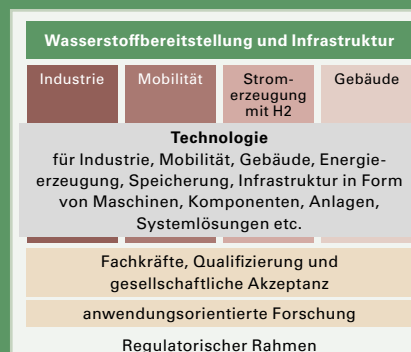 Wasserstoffbereitstellung und Infrastruktur
Industrie
Mobilität
Strom-
erzeugung
mit H2
Gebäude
Technologie
für Industrie, Mobilität, Gebäude, Energie-
erzeugung, Speicherung, Infrastruktur in Form
von Maschinen, Komponenten, Anlagen,
Systemlösungen etc.
Fachkräfte, Qualifizierung und
gesellschaftliche Akzeptanz
anwendungsorientierte Forschung
Regulatorischer Rahmen